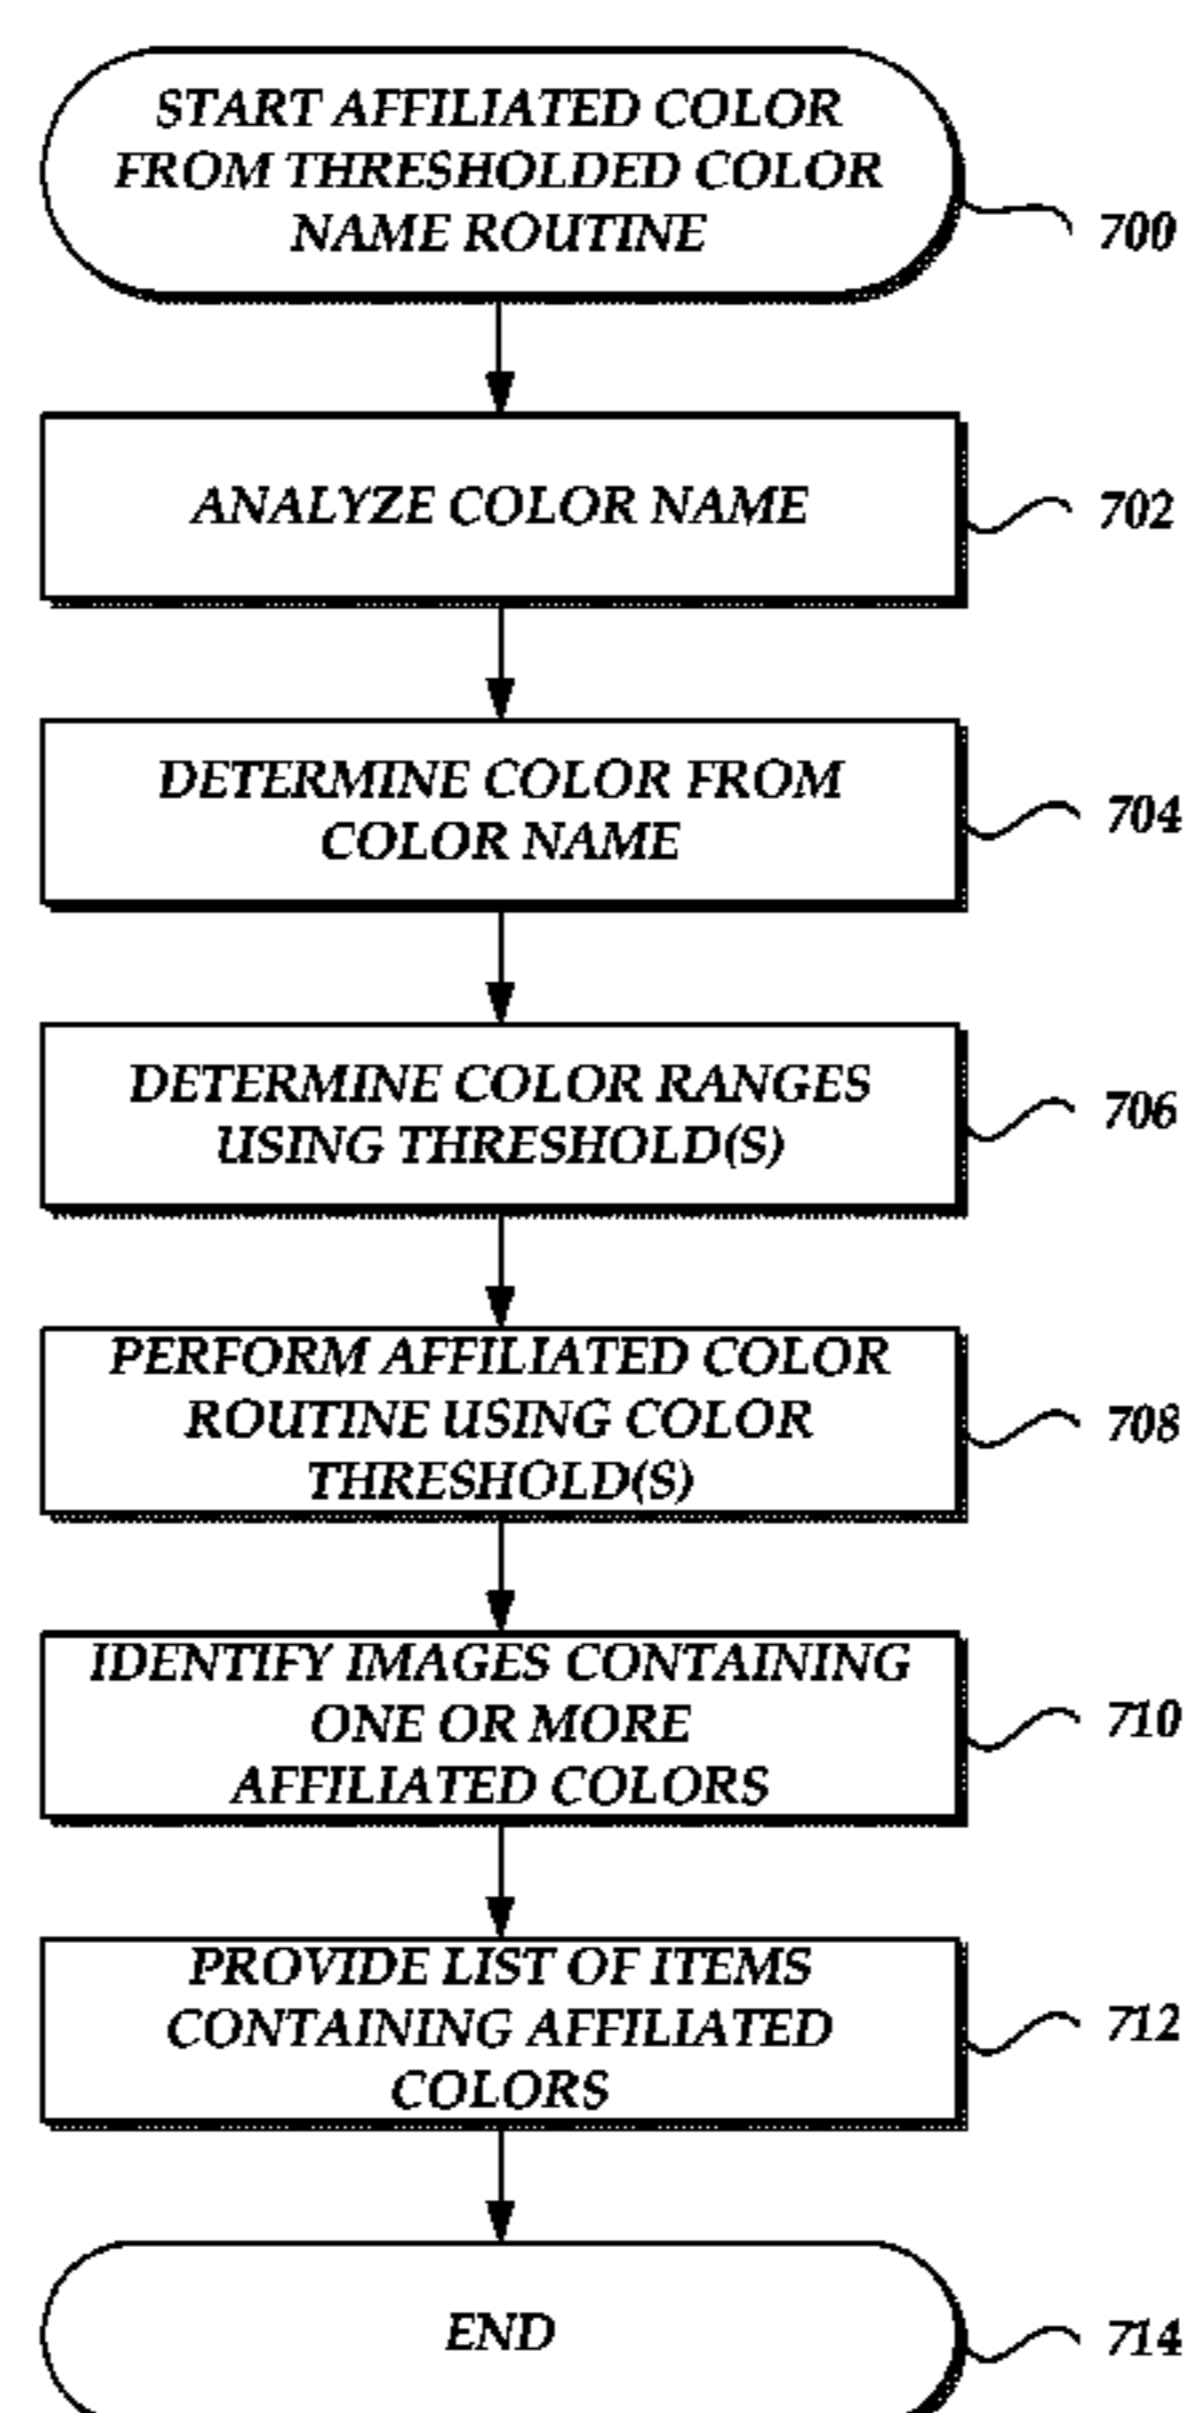 START AFFILIATED COLOR
FROM THRESHOLDED COLOR
NAME ROUTINE
700
ANALYZE COLOR NAME
702
DETERMINE COLOR FROM
COLOR NAME
704
DETERMINE COLOR RANGES
USING THRESHOLD(S)
706
PERFORM AFFILIATED COLOR
ROUTINE USING COLOR
THRESHOLD(S)
708
IDENTIFY IMAGES CONTAINING
ONE OR MORE
AFFILIATED COLORS
710
PROVIDE LIST OF ITEMS
CONTAINING AFFILIATED
COLORS
712
END
714